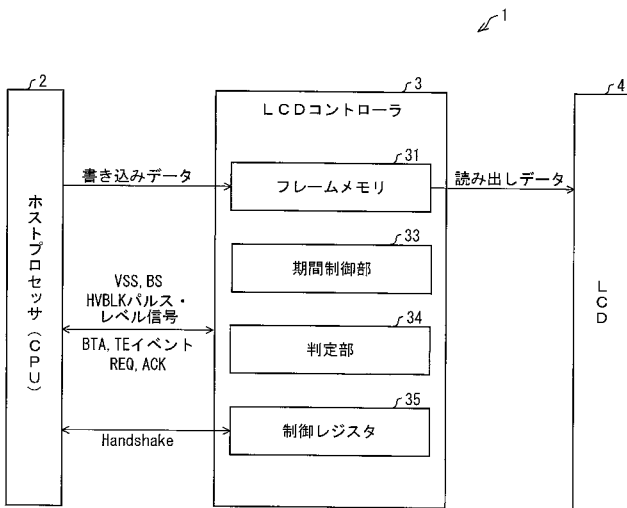 1
2
3
4
LCDコントローラ
31
書き込みデータ
フレームメモリ
読み出しデータ
33
期間制御部
VSS, BS
HVBLKパルス・
レベル信号
BTA, TEイベント
REQ, ACK
34
判定部
35
制御レジスタ
Handshake
ホストプロセッサ(CPU)
LCD